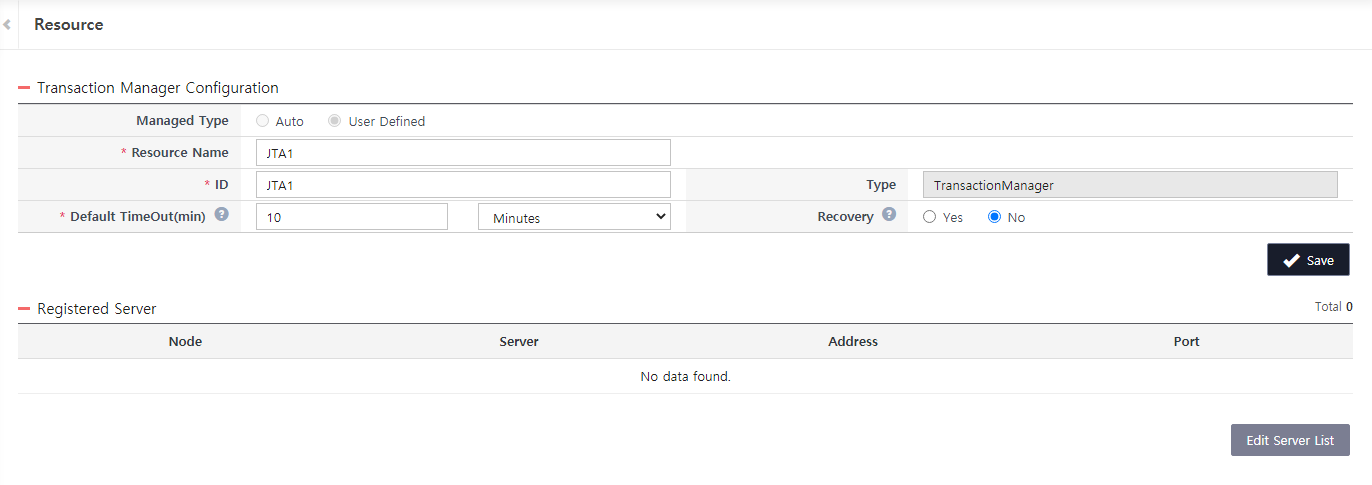 Resource
Transaction Manager Configuration
Managed Type Auto User Defined
* Resource Name JTA1
* ID JTA1 Type TransactionManager
* Default TimeOut(min) ? 10 Minutes Recovery ? Yes No
Save
Registered Server Total 0
Node Server Address Port
No data found.
Edit Server List